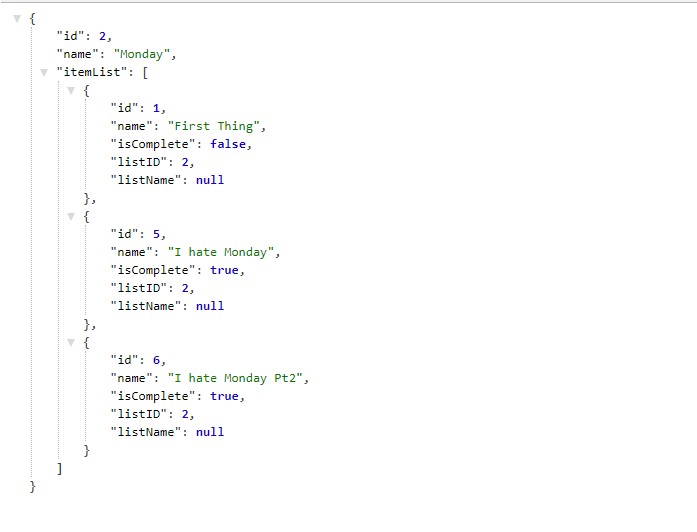 {
"id": 2,
"name": "Monday",
"itemList": [
{
"id": 1,
"name": "First Thing",
"isComplete": false,
"listID": 2,
"listName": null
},
{
"id": 5,
"name": "I hate Monday",
"isComplete": true,
"listID": 2,
"listName": null
},
{
"id": 6,
"name": "I hate Monday Pt2",
"isComplete": true,
"listID": 2,
"listName": null
}
]
}